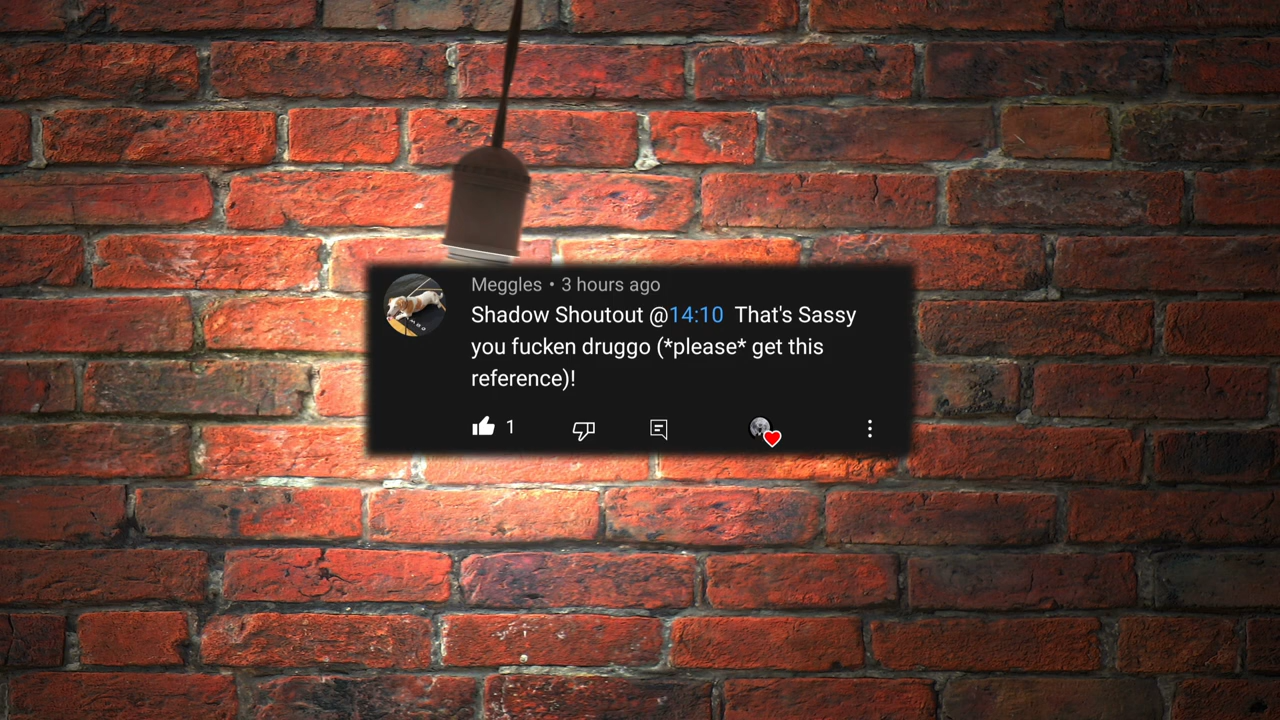 Meggles • 3 hours ago
Shadow Shoutout @14:10 That's Sassy
you fucken druggo (*please* get this
reference)!
1